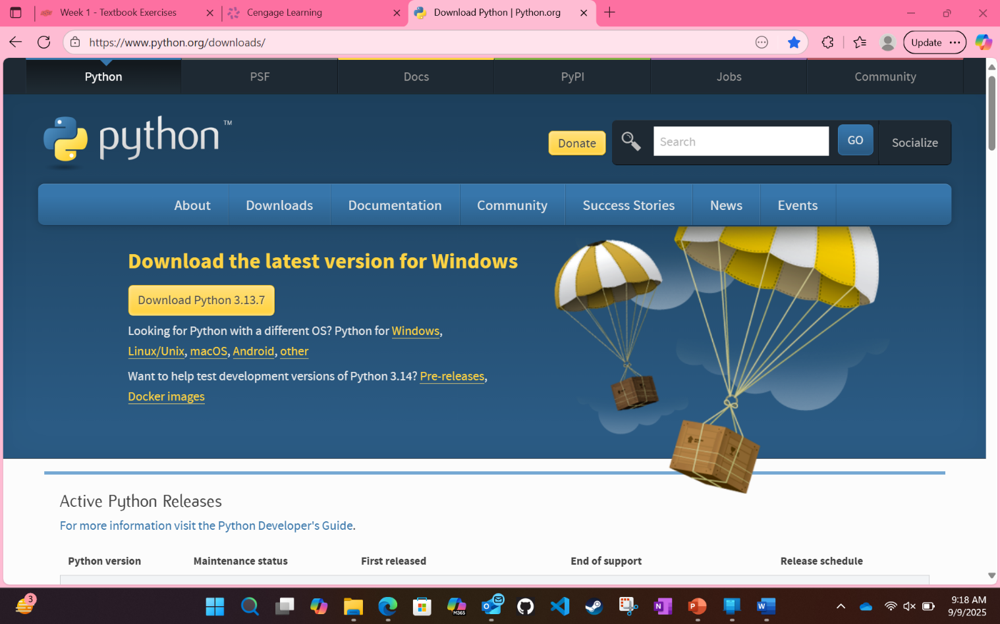 Week 1 - Textbook Exercises
Cengage Learning
Download Python | Python.org
https://www.python.org/downloads/
Update
Python
PSF
Docs
PyPI
Jobs
Community
python™
Donate
Search
GO
Socialize
About
Downloads
Documentation
Community
Success Stories
News
Events
Download the latest version for Windows
Download Python 3.13.7
Looking for Python with a different OS? Python for Windows,
Linux/Unix, macOS, Android, other
Want to help test development versions of Python 3.14? Pre-releases,
Docker images
Active Python Releases
For more information visit the Python Developer's Guide.
Python version
Maintenance status
First released
End of support
Release schedule
3
M365
9:18 AM
9/9/2025